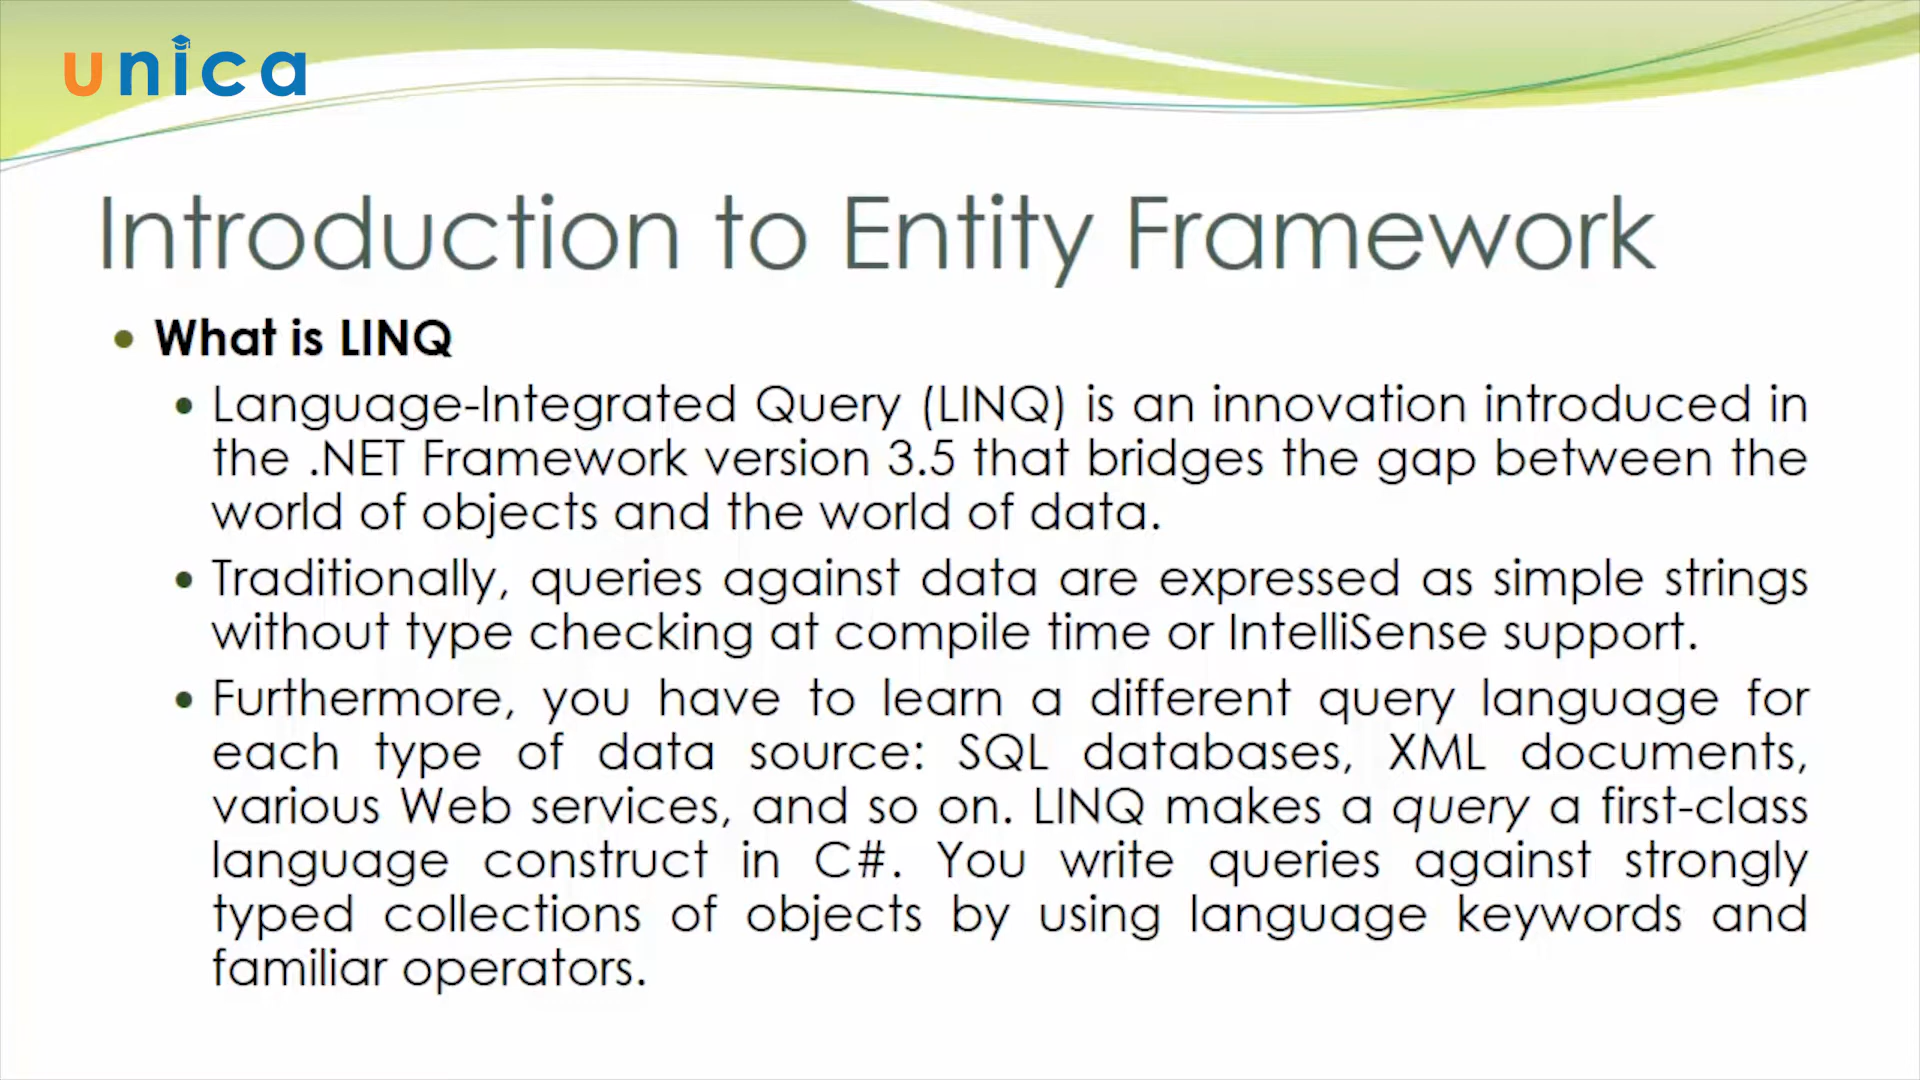 unica
Introduction to Entity Framework
• What is LINQ
• Language-Integrated Query (LINQ) is an innovation introduced in
the .NET Framework version 3.5 that bridges the gap between the
world of objects and the world of data.
• Traditionally, queries against data are expressed as simple strings
without type checking at compile time or IntelliSense support.
• Furthermore, you have to learn a different query language for
each type of data source: SQL databases, XML documents,
various Web services, and so on. LINQ makes a query a first-class
language construct in C#. You write queries against strongly
typed collections of objects by using language keywords and
familiar operators.